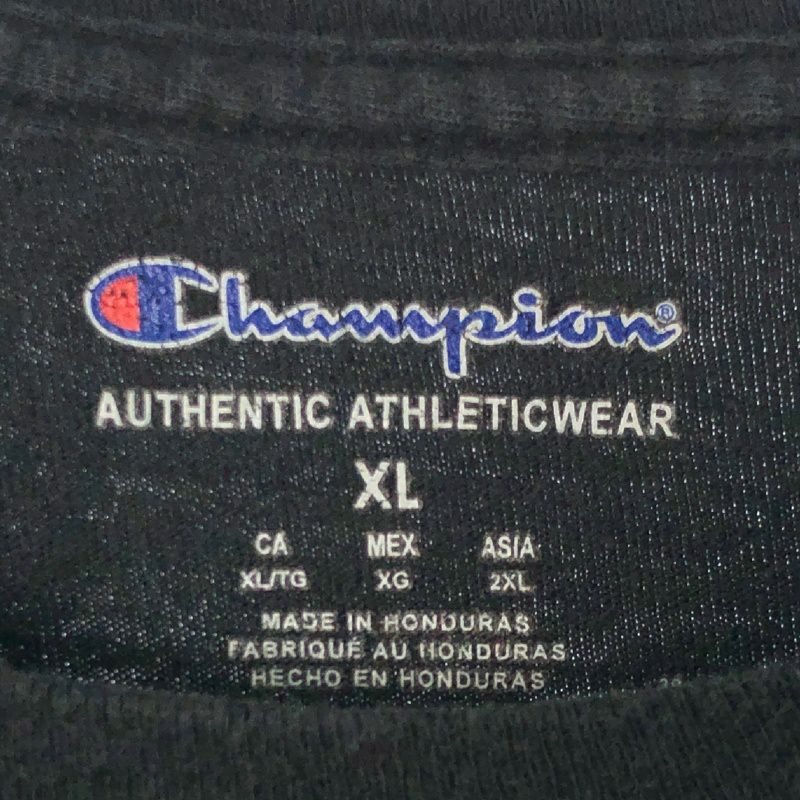 Champion®
AUTHENTIC ATHLETICWEAR
XL
CA MEX ASIA
XL/TG XG 2XL
MADE IN HONDURAS
FABRIQUÉ AU HONDURAS
HECHO EN HONDURAS